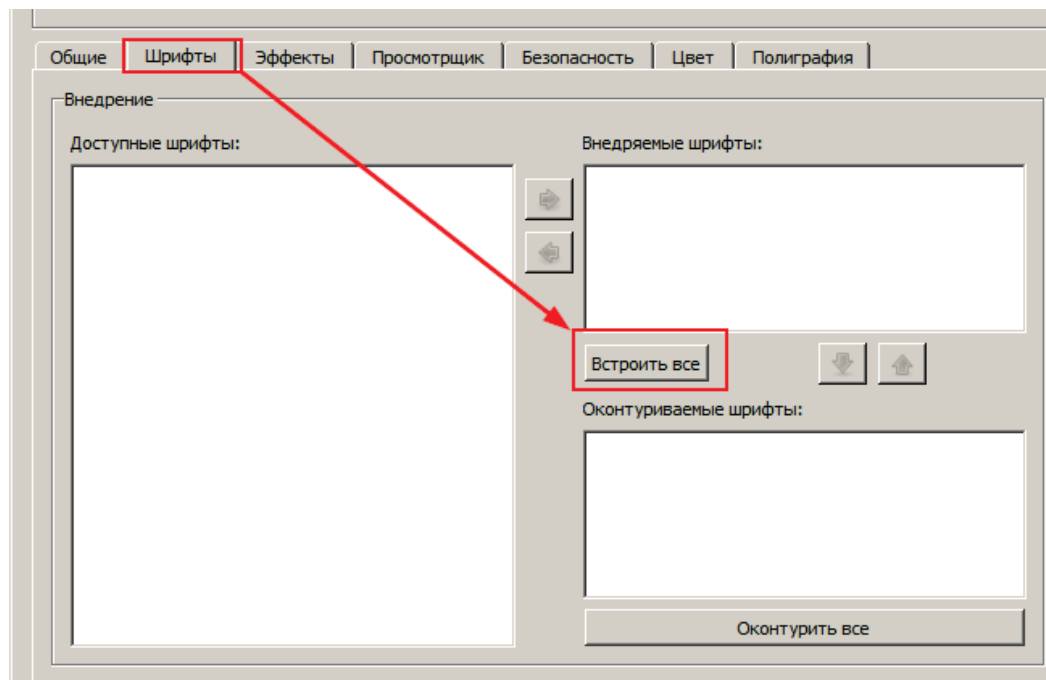 Общие Шрифты Эффекты Просмотрщик Безопасность Цвет Полиграфия
Внедрение
Доступные шрифты:
Внедряемые шрифты:
Встроить все
Оконтуриваемые шрифты:
Оконтурить все